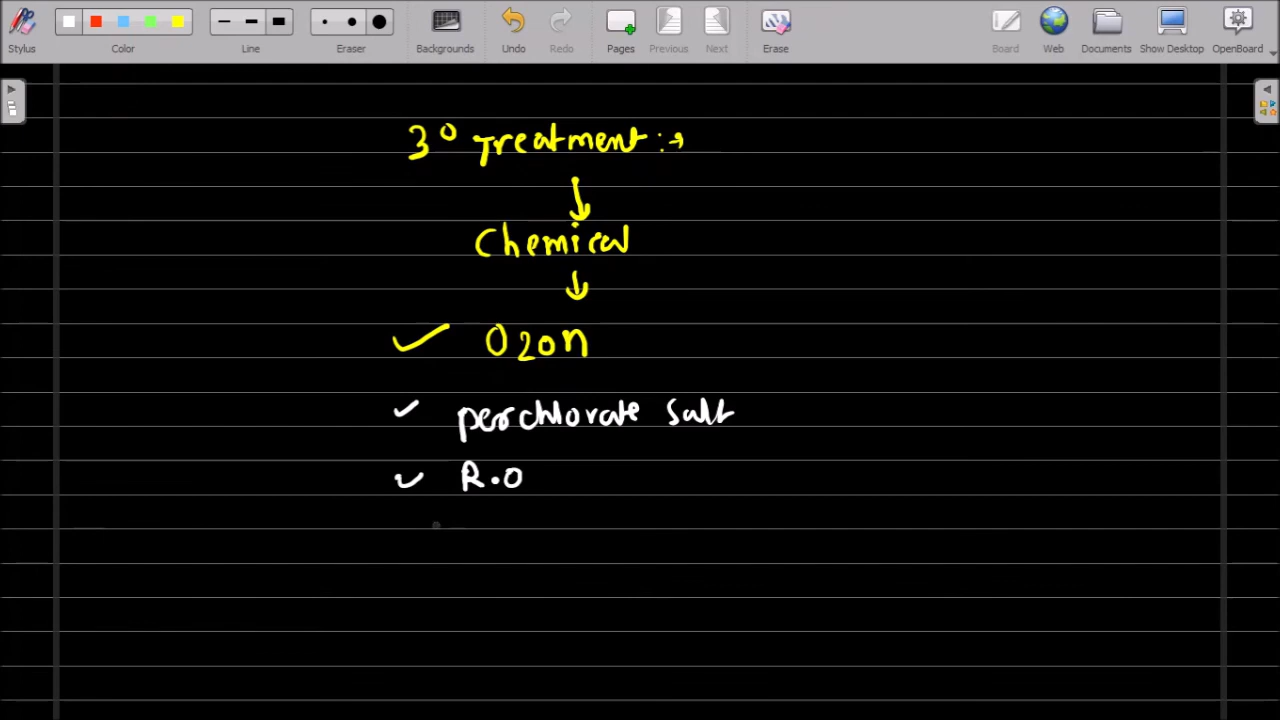 Stylus Color Line Eraser Backgrounds Undo Redo Pages Previous Next Erase Board Web Documents Show Desktop OpenBoard
3° Treatment :→
↓
Chemical
↓
✓ Ozon
✓ perchlorate Salt
✓ R.O